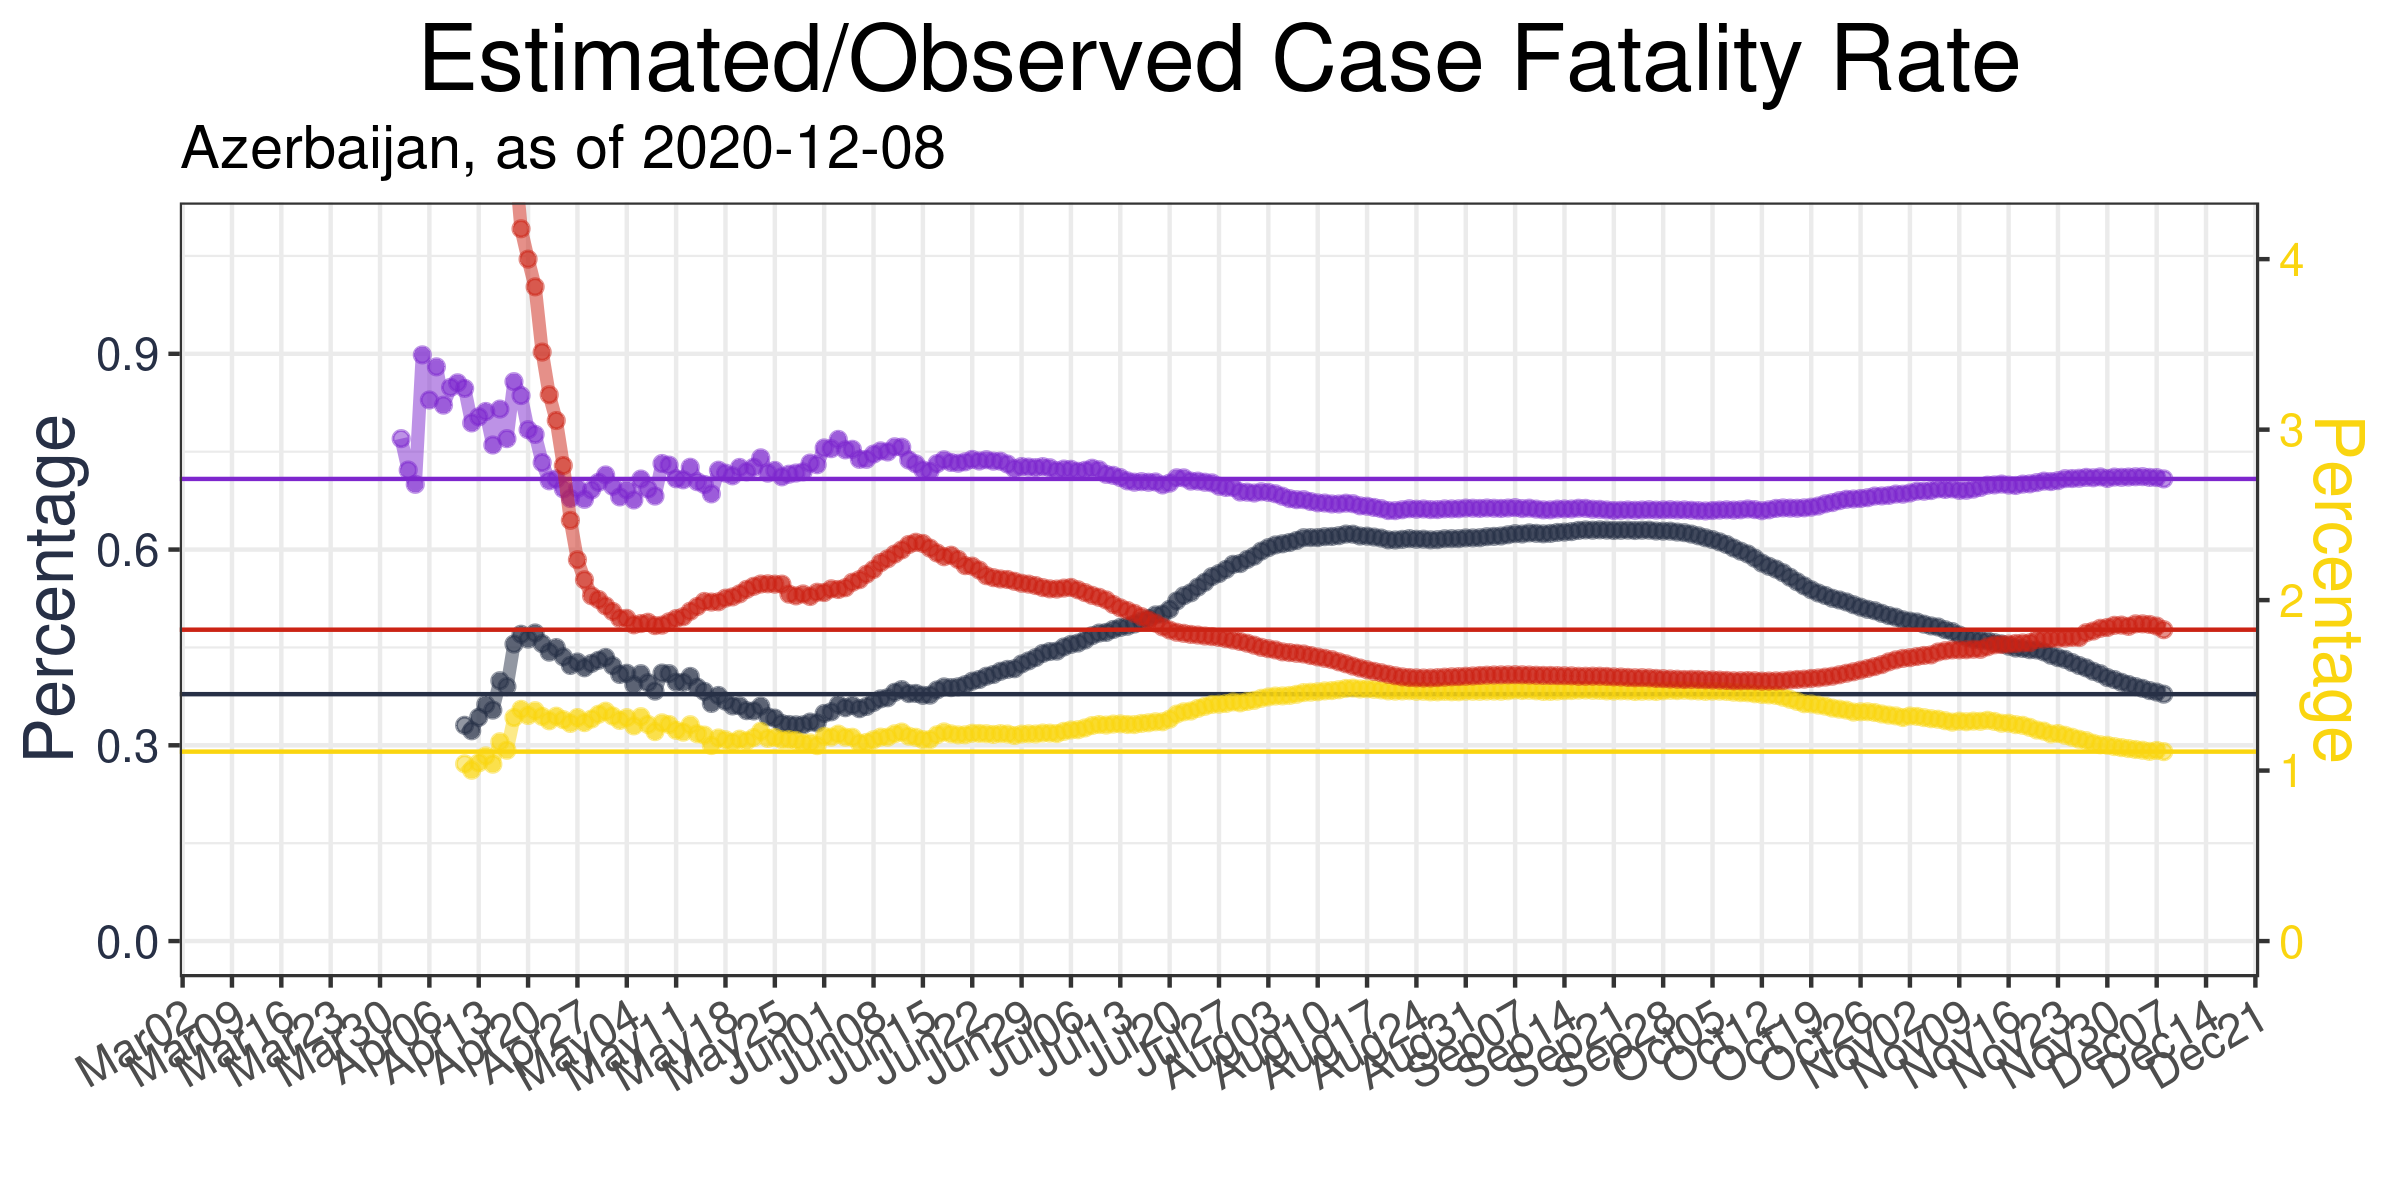 Estimated/Observed Case Fatality Rate
Azerbaijan, as of 2020-12-08
Percentage
0.9
0.6
0.3
0.0
4
3
2
1
0
Percentage
Mar02 Mar09 Mar16 Mar23 Mar30 Apr06 Apr13 Apr20 Apr27 May04 May11 May18 May25 Jun01 Jun08 Jun15 Jun22 Jun29 Jul06 Jul13 Jul20 Jul27 Aug03 Aug10 Aug17 Aug24 Aug31 Sep07 Sep14 Sep21 Sep28 Oct05 Oct12 Oct19 Oct26 Nov02 Nov09 Nov16 Nov23 Nov30 Dec07 Dec14 Dec21